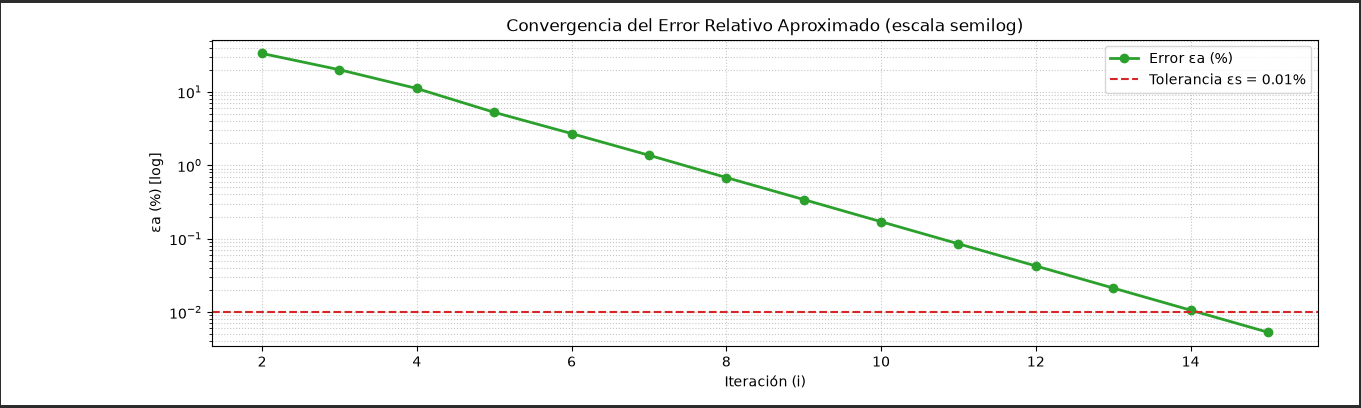 Convergencia del Error Relativo Aproximado (escala semilog)
Error εa (%)
Tolerancia εs = 0.01%
εa (%) [log]
10¹
10⁰
10⁻¹
10⁻²
2 4 6 8 10 12 14
Iteración (i)